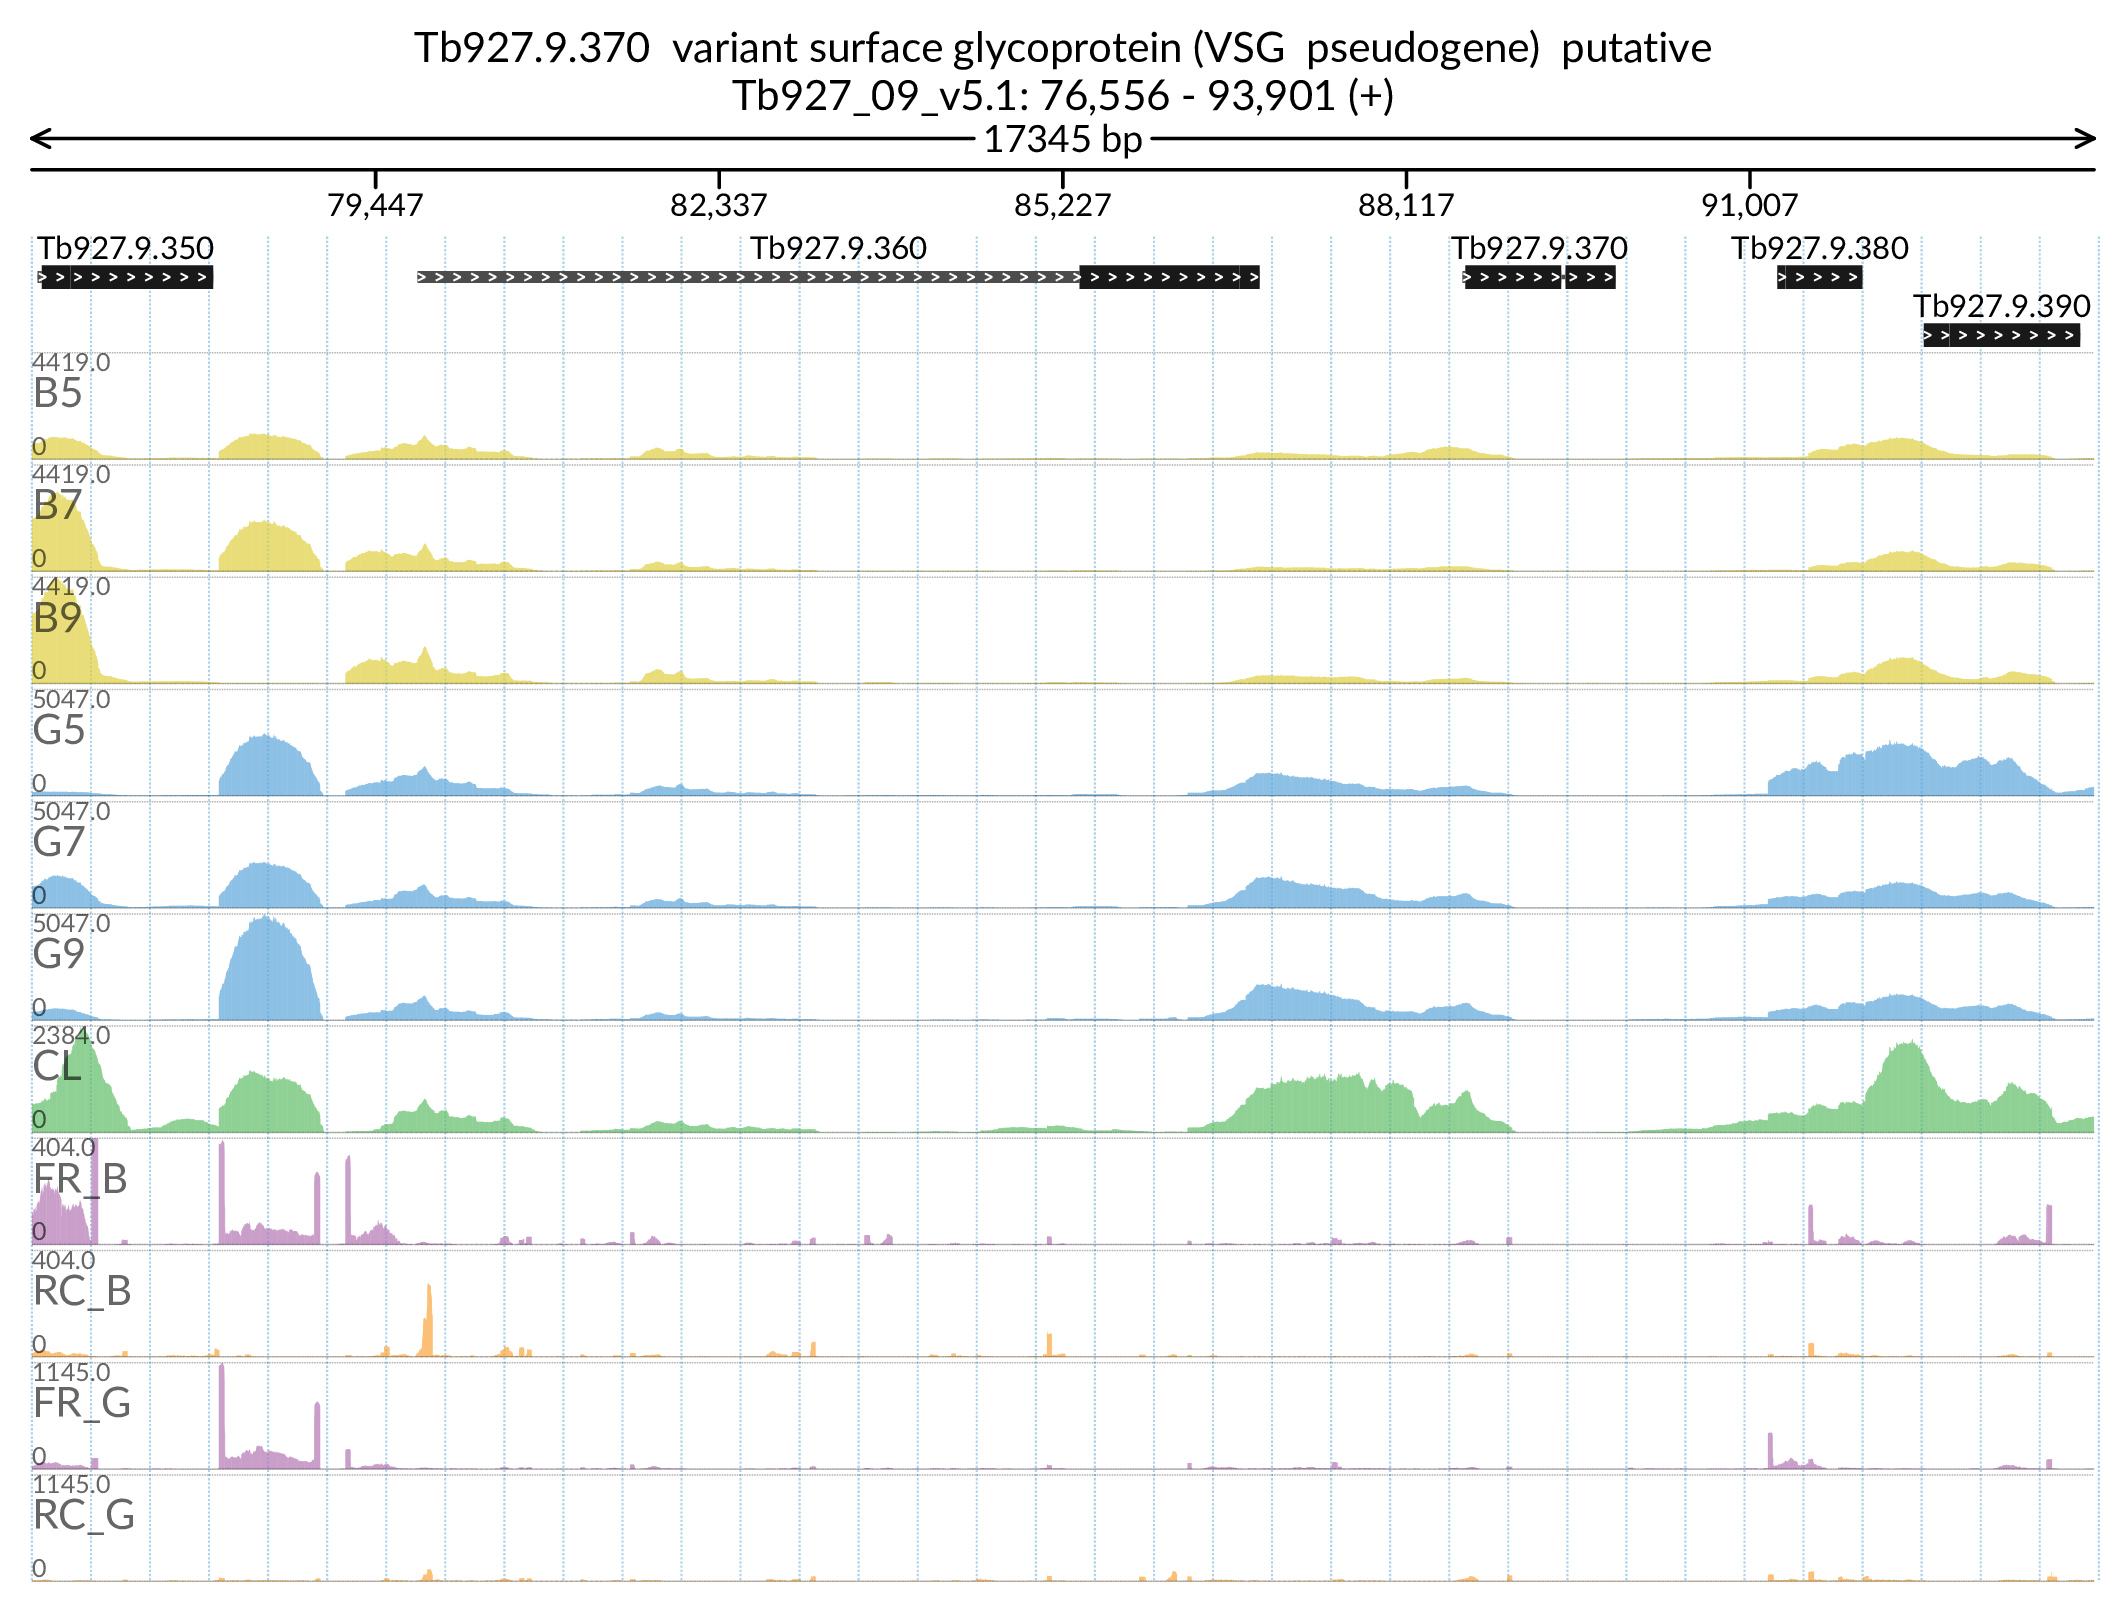 Tb927.9.370 variant surface glycoprotein (VSG pseudogene) putative
Tb927_09_v5.1: 76,556 - 93,901 (+)
17345 bp
79,447 82,337 85,227 88,117 91,007
Tb927.9.350 Tb927.9.360 Tb927.9.370 Tb927.9.380
Tb927.9.390
4419.0
B5
0
4419.0
B7
0
4419.0
B9
0
5047.0
G5
0
5047.0
G7
0
5047.0
G9
0
2384.0
CL
0
404.0
FR_B
0
404.0
RC_B
0
1145.0
FR_G
0
1145.0
RC_G
0